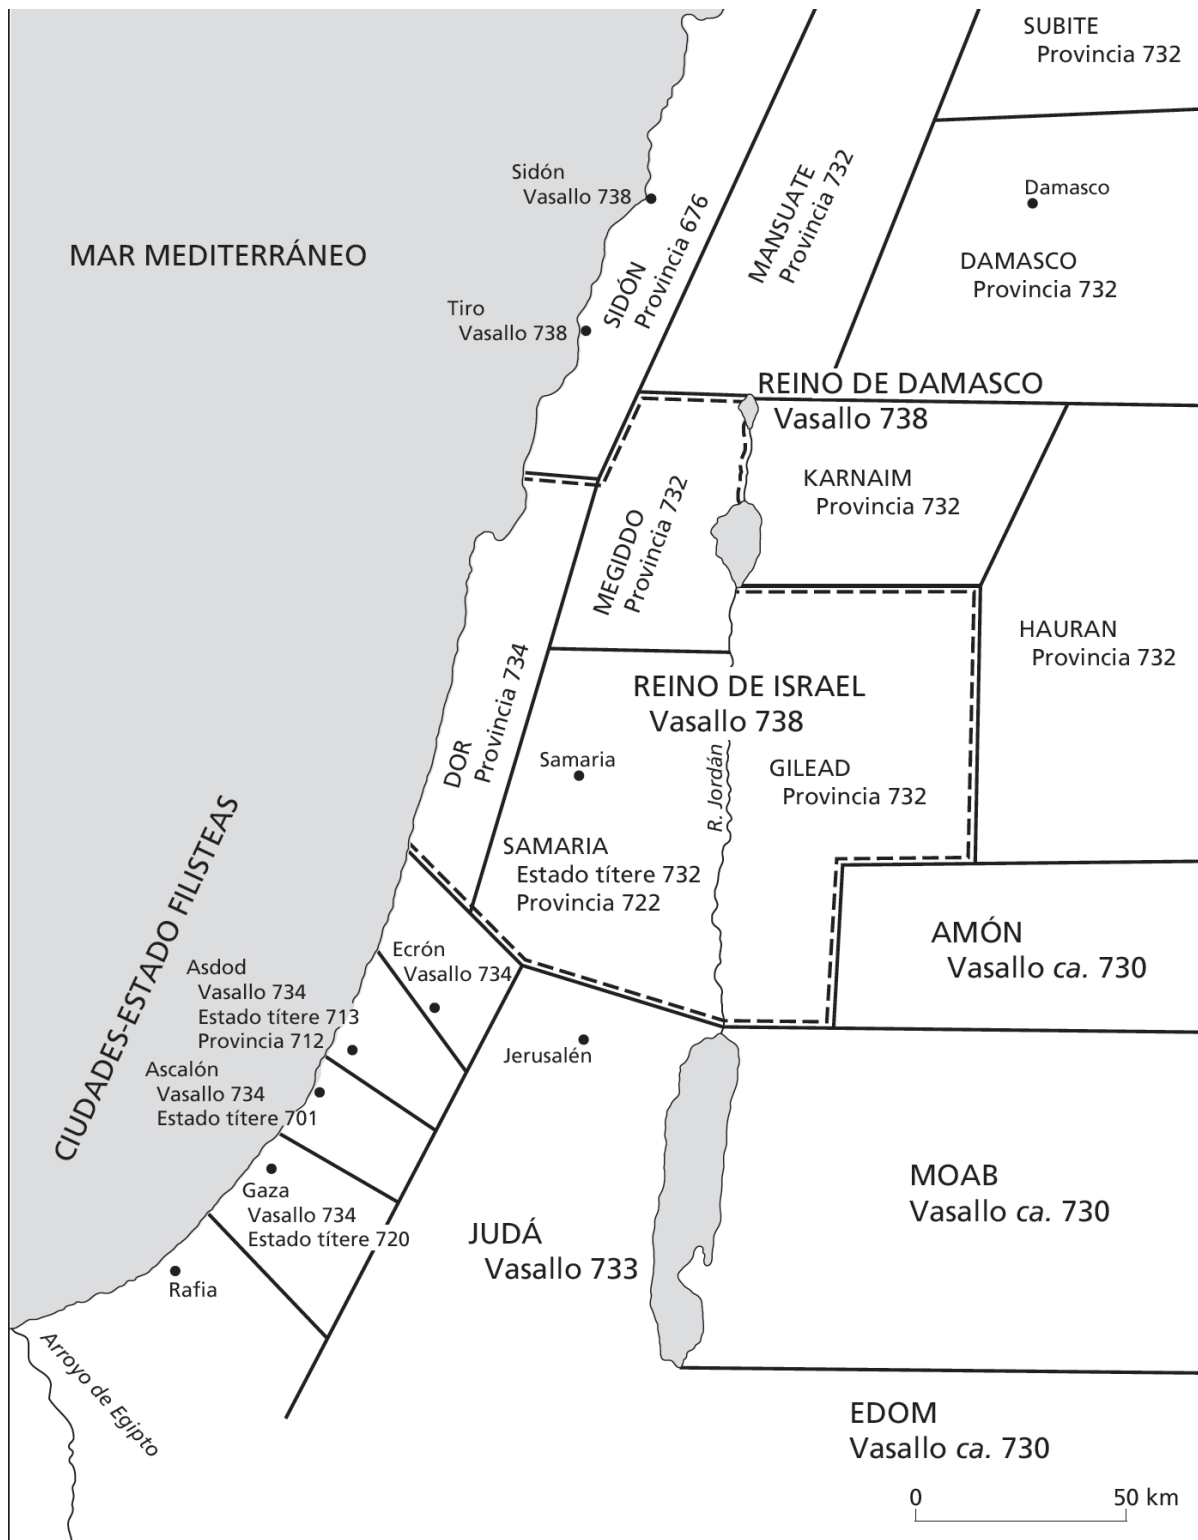 SUBITE
Provincia 732
Damasco
DAMASCO
Provincia 732
MANSUATE
Provincia 732
Sidón
Vasallo 738
SIDÓN
Provincia 676
MAR MEDITERRÁNEO
Tiro
Vasallo 738
REINO DE DAMASCO
Vasallo 738
KARNAIM
Provincia 732
MEGIDDO
Provincia 732
HAURAN
Provincia 732
REINO DE ISRAEL
Vasallo 738
DOR
Provincia 734
Samaria
R. Jordán
GILEAD
Provincia 732
SAMARIA
Estado títere 732
Provincia 722
AMÓN
Vasallo ca. 730
CIUDADES-ESTADO FILISTEAS
Ecrón
Vasallo 734
Asdod
Vasallo 734
Estado títere 713
Provincia 712
Jerusalén
Ascalón
Vasallo 734
Estado títere 701
Gaza
Vasallo 734
Estado títere 720
MOAB
Vasallo ca. 730
JUDÁ
Vasallo 733
Rafia
Arroyo de Egipto
EDOM
Vasallo ca. 730
0 50 km